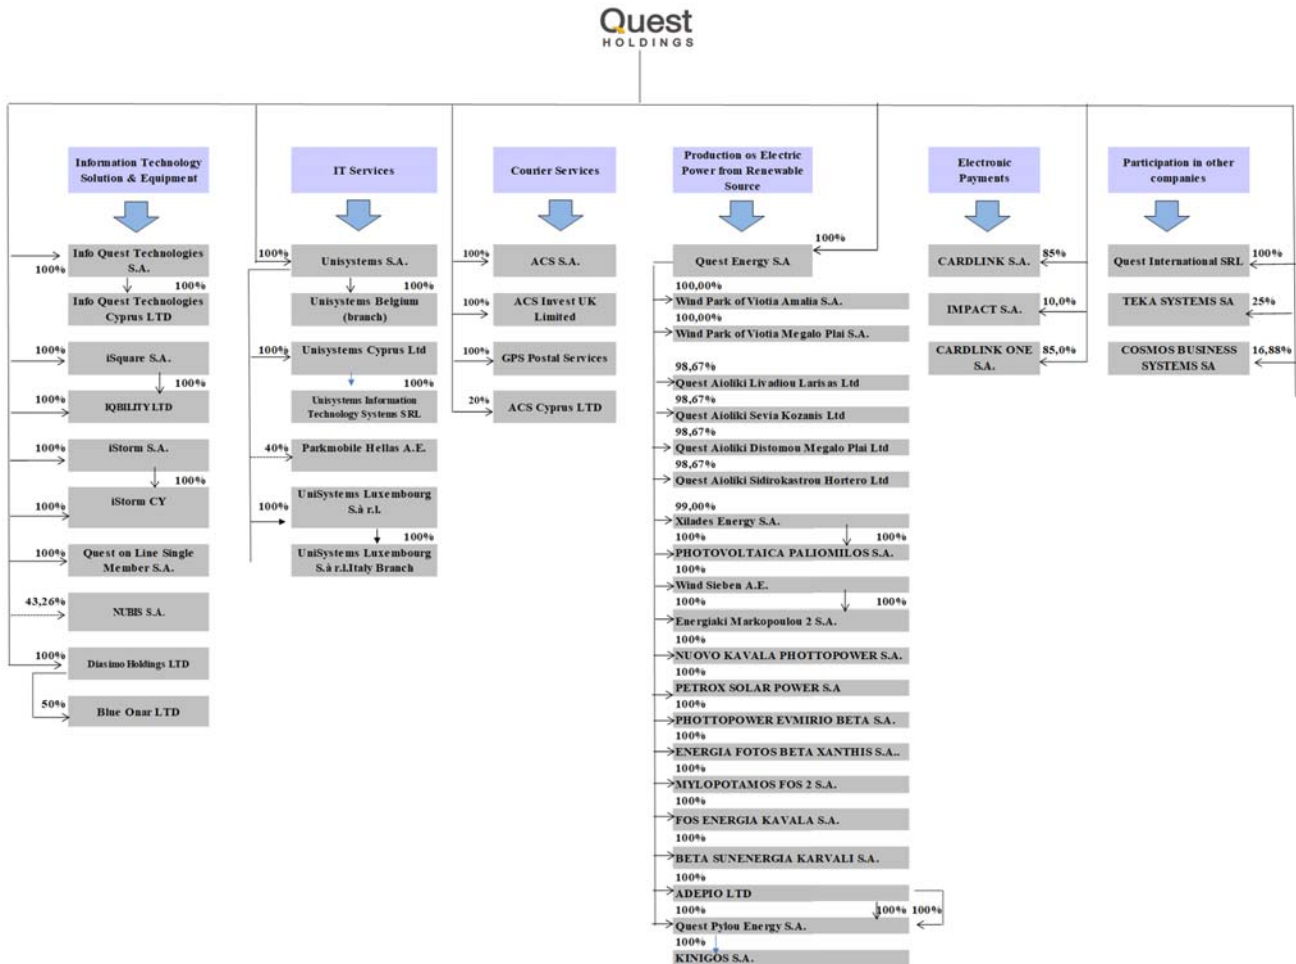 Quest
HOLDINGS
Information Technology
Solution & Equipment
100%
Info Quest Technologies
S.A.
100%
Info Quest Technologies
Cyprus LTD
100%
iSquare S.A.
100%
100%
IQBILITY LTD
100%
iStorm S.A.
100%
100%
iStorm CY
100%
Quest on Line Single
Member S.A.
43,26%
NUBIS S.A.
100%
Diasimo Holdings LTD
50%
Blue Onar LTD
IT Services
100%
Unisystems S.A.
100%
Unisystems Belgium
(branch)
100%
Unisystems Cyprus Ltd
100%
Unisystems Information
Technology Systems SRL
40%
Parkmobile Hellas A.E.
100%
UniSystems Luxembourg
S.à r.l.
100%
UniSystems Luxembourg
S.à r.l.Italy Branch
Courier Services
100%
ACS S.A.
100%
ACS Invest UK
Limited
100%
GPS Postal Services
20%
ACS Cyprus LTD
Production os Electric
Power from Renewable
Source
100%
Quest Energy S.A
100,00%
Wind Park of Viotia Amalia S.A.
100,00%
Wind Park of Viotia Megalo Plai S.A.
98,67%
Quest Aioliki Livadiou Larisas Ltd
98,67%
Quest Aioliki Sevia Kozanis Ltd
98,67%
Quest Aioliki Distomou Megalo Plai Ltd
98,67%
Quest Aioliki Sidirokastrou Hortero Ltd
99,00%
Xilades Energy S.A.
100%
100%
PHOTOVOLTAICA PALIOMILOS S.A.
100%
Wind Sieben A.E.
100%
100%
Energiaki Markopoulou 2 S.A.
100%
NUOVO KAVALA PHOTTOPOWER S.A.
100%
PETROX SOLAR POWER S.A
100%
PHOTTOPOWER EVMIRIO BETA S.A.
100%
ENERGIA FOTOS BETA XANTHIS S.A..
100%
MYLOPOTAMOS FOS 2 S.A.
100%
FOS ENERGIA KAVALA S.A.
100%
BETA SUNENERGIA KARVALI S.A.
100%
ADEPIO LTD
100%
100% 100%
Quest Pylou Energy S.A.
100%
KINIGOS S.A.
Electronic
Payments
CARDLINK S.A.
85%
IMPACT S.A.
10,0%
CARDLINK ONE
S.A.
85,0%
Participation in other
companies
Quest International SRL
100%
TEKA SYSTEMS SA
25%
COSMOS BUSINESS
SYSTEMS SA
16,88%